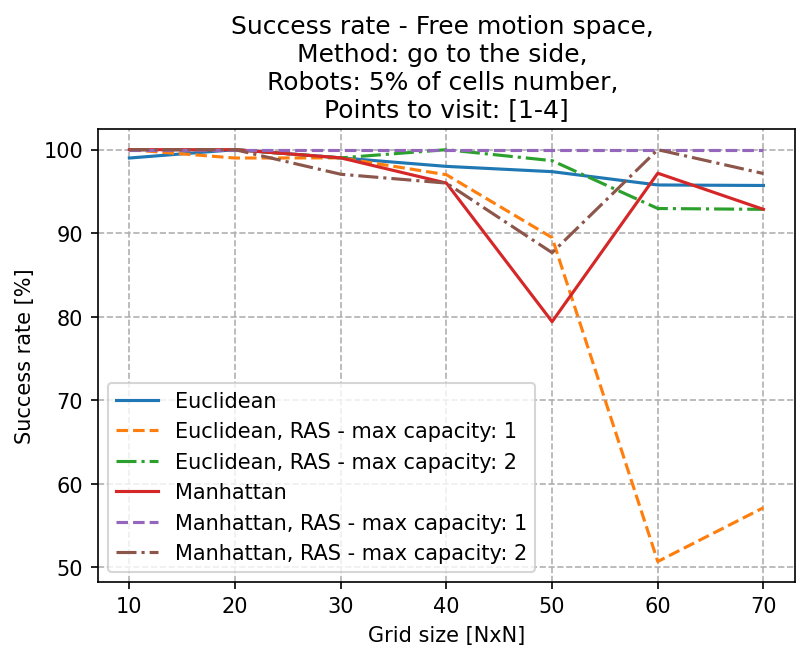 Success rate - Free motion space,
Method: go to the side,
Robots: 5% of cells number,
Points to visit: [1-4]
100
90
80
70
60
50
Success rate [%]
Euclidean
Euclidean, RAS - max capacity: 1
Euclidean, RAS - max capacity: 2
Manhattan
Manhattan, RAS - max capacity: 1
Manhattan, RAS - max capacity: 2
10 20 30 40 50 60 70
Grid size [NxN]